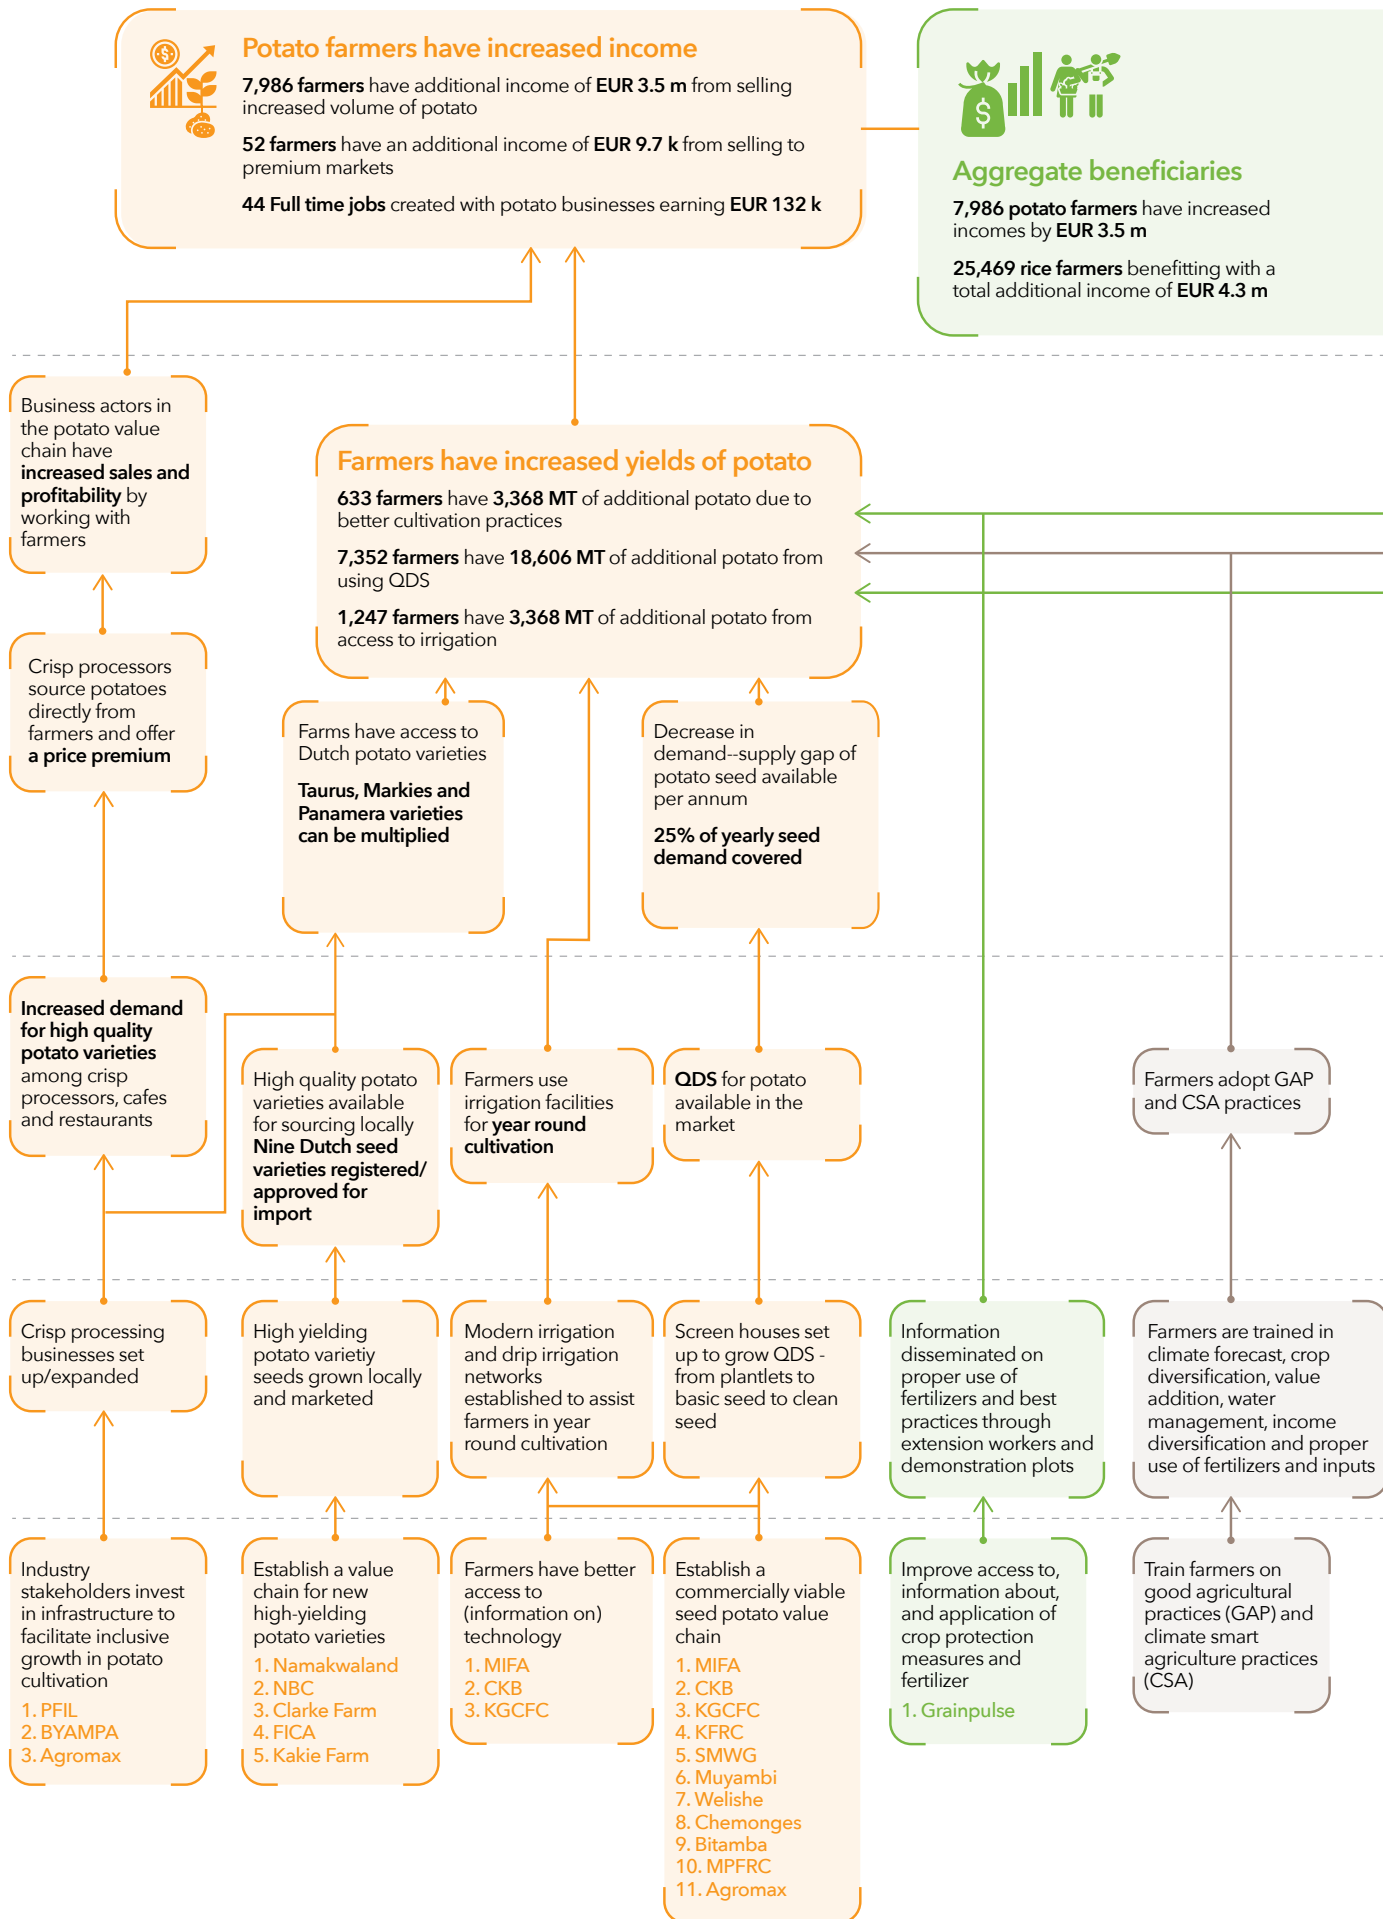 Potato farmers have increased income
7,986 farmers have additional income of EUR 3.5 m from selling
increased volume of potato
52 farmers have an additional income of EUR 9.7 k from selling to
premium markets
44 Full time jobs created with potato businesses earning EUR 132 k
Aggregate beneficiaries
7,986 potato farmers have increased
incomes by EUR 3.5 m
25,469 rice farmers benefitting with a
total additional income of EUR 4.3 m
Business actors in
the potato value
chain have
increased sales and
profitability by
working with
farmers
Farmers have increased yields of potato
633 farmers have 3,368 MT of additional potato due to
better cultivation practices
7,352 farmers have 18,606 MT of additional potato from
using QDS
1,247 farmers have 3,368 MT of additional potato from
access to irrigation
Crisp processors
source potatoes
directly from
farmers and offer
a price premium
Farms have access to
Dutch potato varieties
Taurus, Markies and
Panamera varieties
can be multiplied
Decrease in
demand--supply gap of
potato seed available
per annum
25% of yearly seed
demand covered
Increased demand
for high quality
potato varieties
among crisp
processors, cafes
and restaurants
High quality potato
varieties available
for sourcing locally
Nine Dutch seed
varieties registered/
approved for
import
Farmers use
irrigation facilities
for year round
cultivation
QDS for potato
available in the
market
Farmers adopt GAP
and CSA practices
Crisp processing
businesses set
up/expanded
High yielding
potato varietiy
seeds grown locally
and marketed
Modern irrigation
and drip irrigation
networks
established to assist
farmers in year
round cultivation
Screen houses set
up to grow QDS -
from plantlets to
basic seed to clean
seed
Information
disseminated on
proper use of
fertilizers and best
practices through
extension workers and
demonstration plots
Farmers are trained in
climate forecast, crop
diversification, value
addition, water
management, income
diversification and proper
use of fertilizers and inputs
Industry
stakeholders invest
in infrastructure to
facilitate inclusive
growth in potato
cultivation
1. PFIL
2. BYAMPA
3. Agromax
Establish a value
chain for new
high-yielding
potato varieties
1. Namakwaland
2. NBC
3. Clarke Farm
4. FICA
5. Kakie Farm
Farmers have better
access to
(information on)
technology
1. MIFA
2. CKB
3. KGCFC
Establish a
commercially viable
seed potato value
chain
1. MIFA
2. CKB
3. KGCFC
4. KFRC
5. SMWG
6. Muyambi
7. Welishe
8. Chemonges
9. Bitamba
10. MPFRC
11. Agromax
Improve access to,
information about,
and application of
crop protection
measures and
fertilizer
1. Grainpulse
Train farmers on
good agricultural
practices (GAP) and
climate smart
agriculture practices
(CSA)